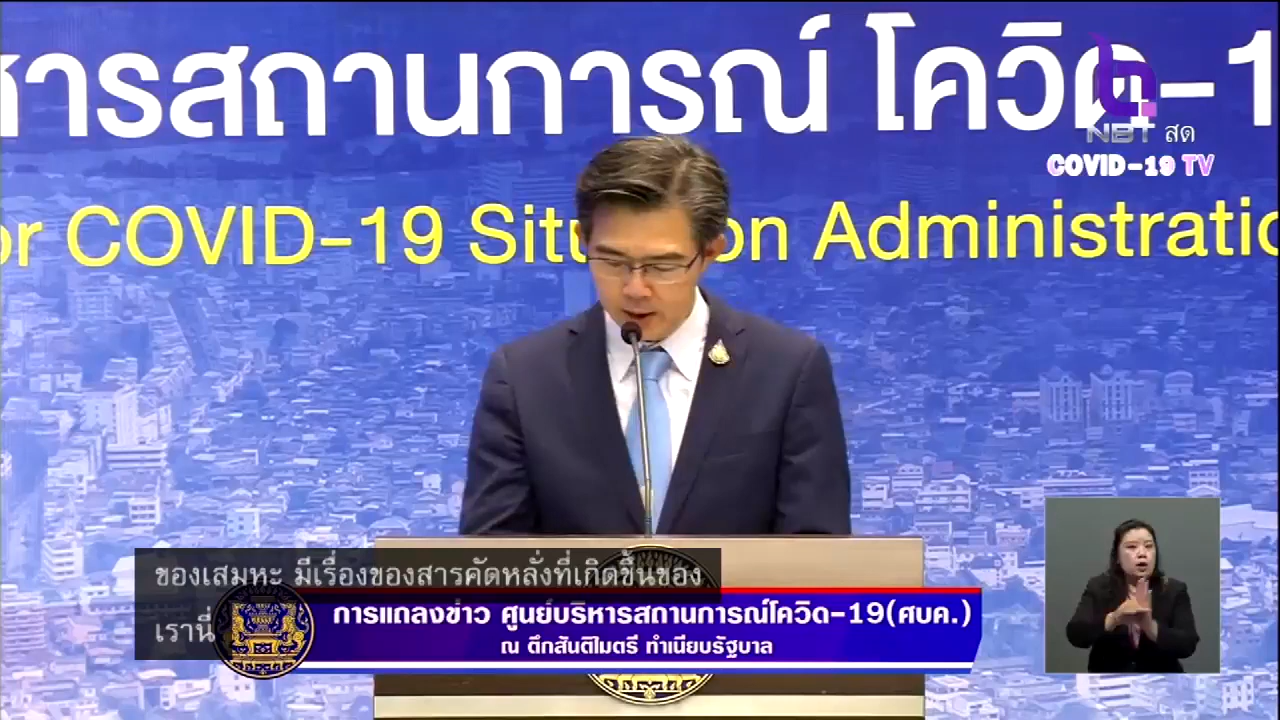 หารสถานการณ์ โควิด-1
or COVID-19 Situ on Administratio
NBT สด
COVID-19 TV
ของเสมหะ มีเรื่องของสารคัดหลั่งที่เกิดขึ้นของ
เรานี่
การแถลงข่าว ศูนย์บริหารสถานการณ์โควิด-19(ศบค.)
ณ ตึกสันติไมตรี ทำเนียบรัฐบาล